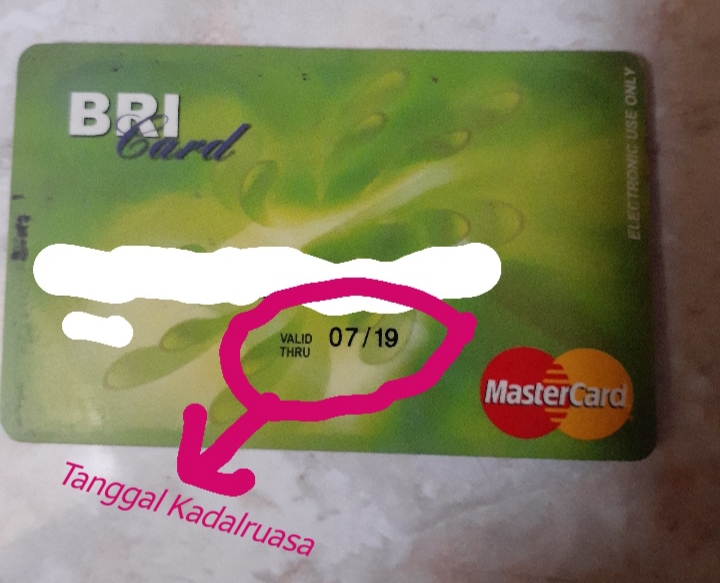 BRI
Card
ELECTRONIC USE ONLY
VALID
THRU
07/19
MasterCard
Tanggal Kadalruasa